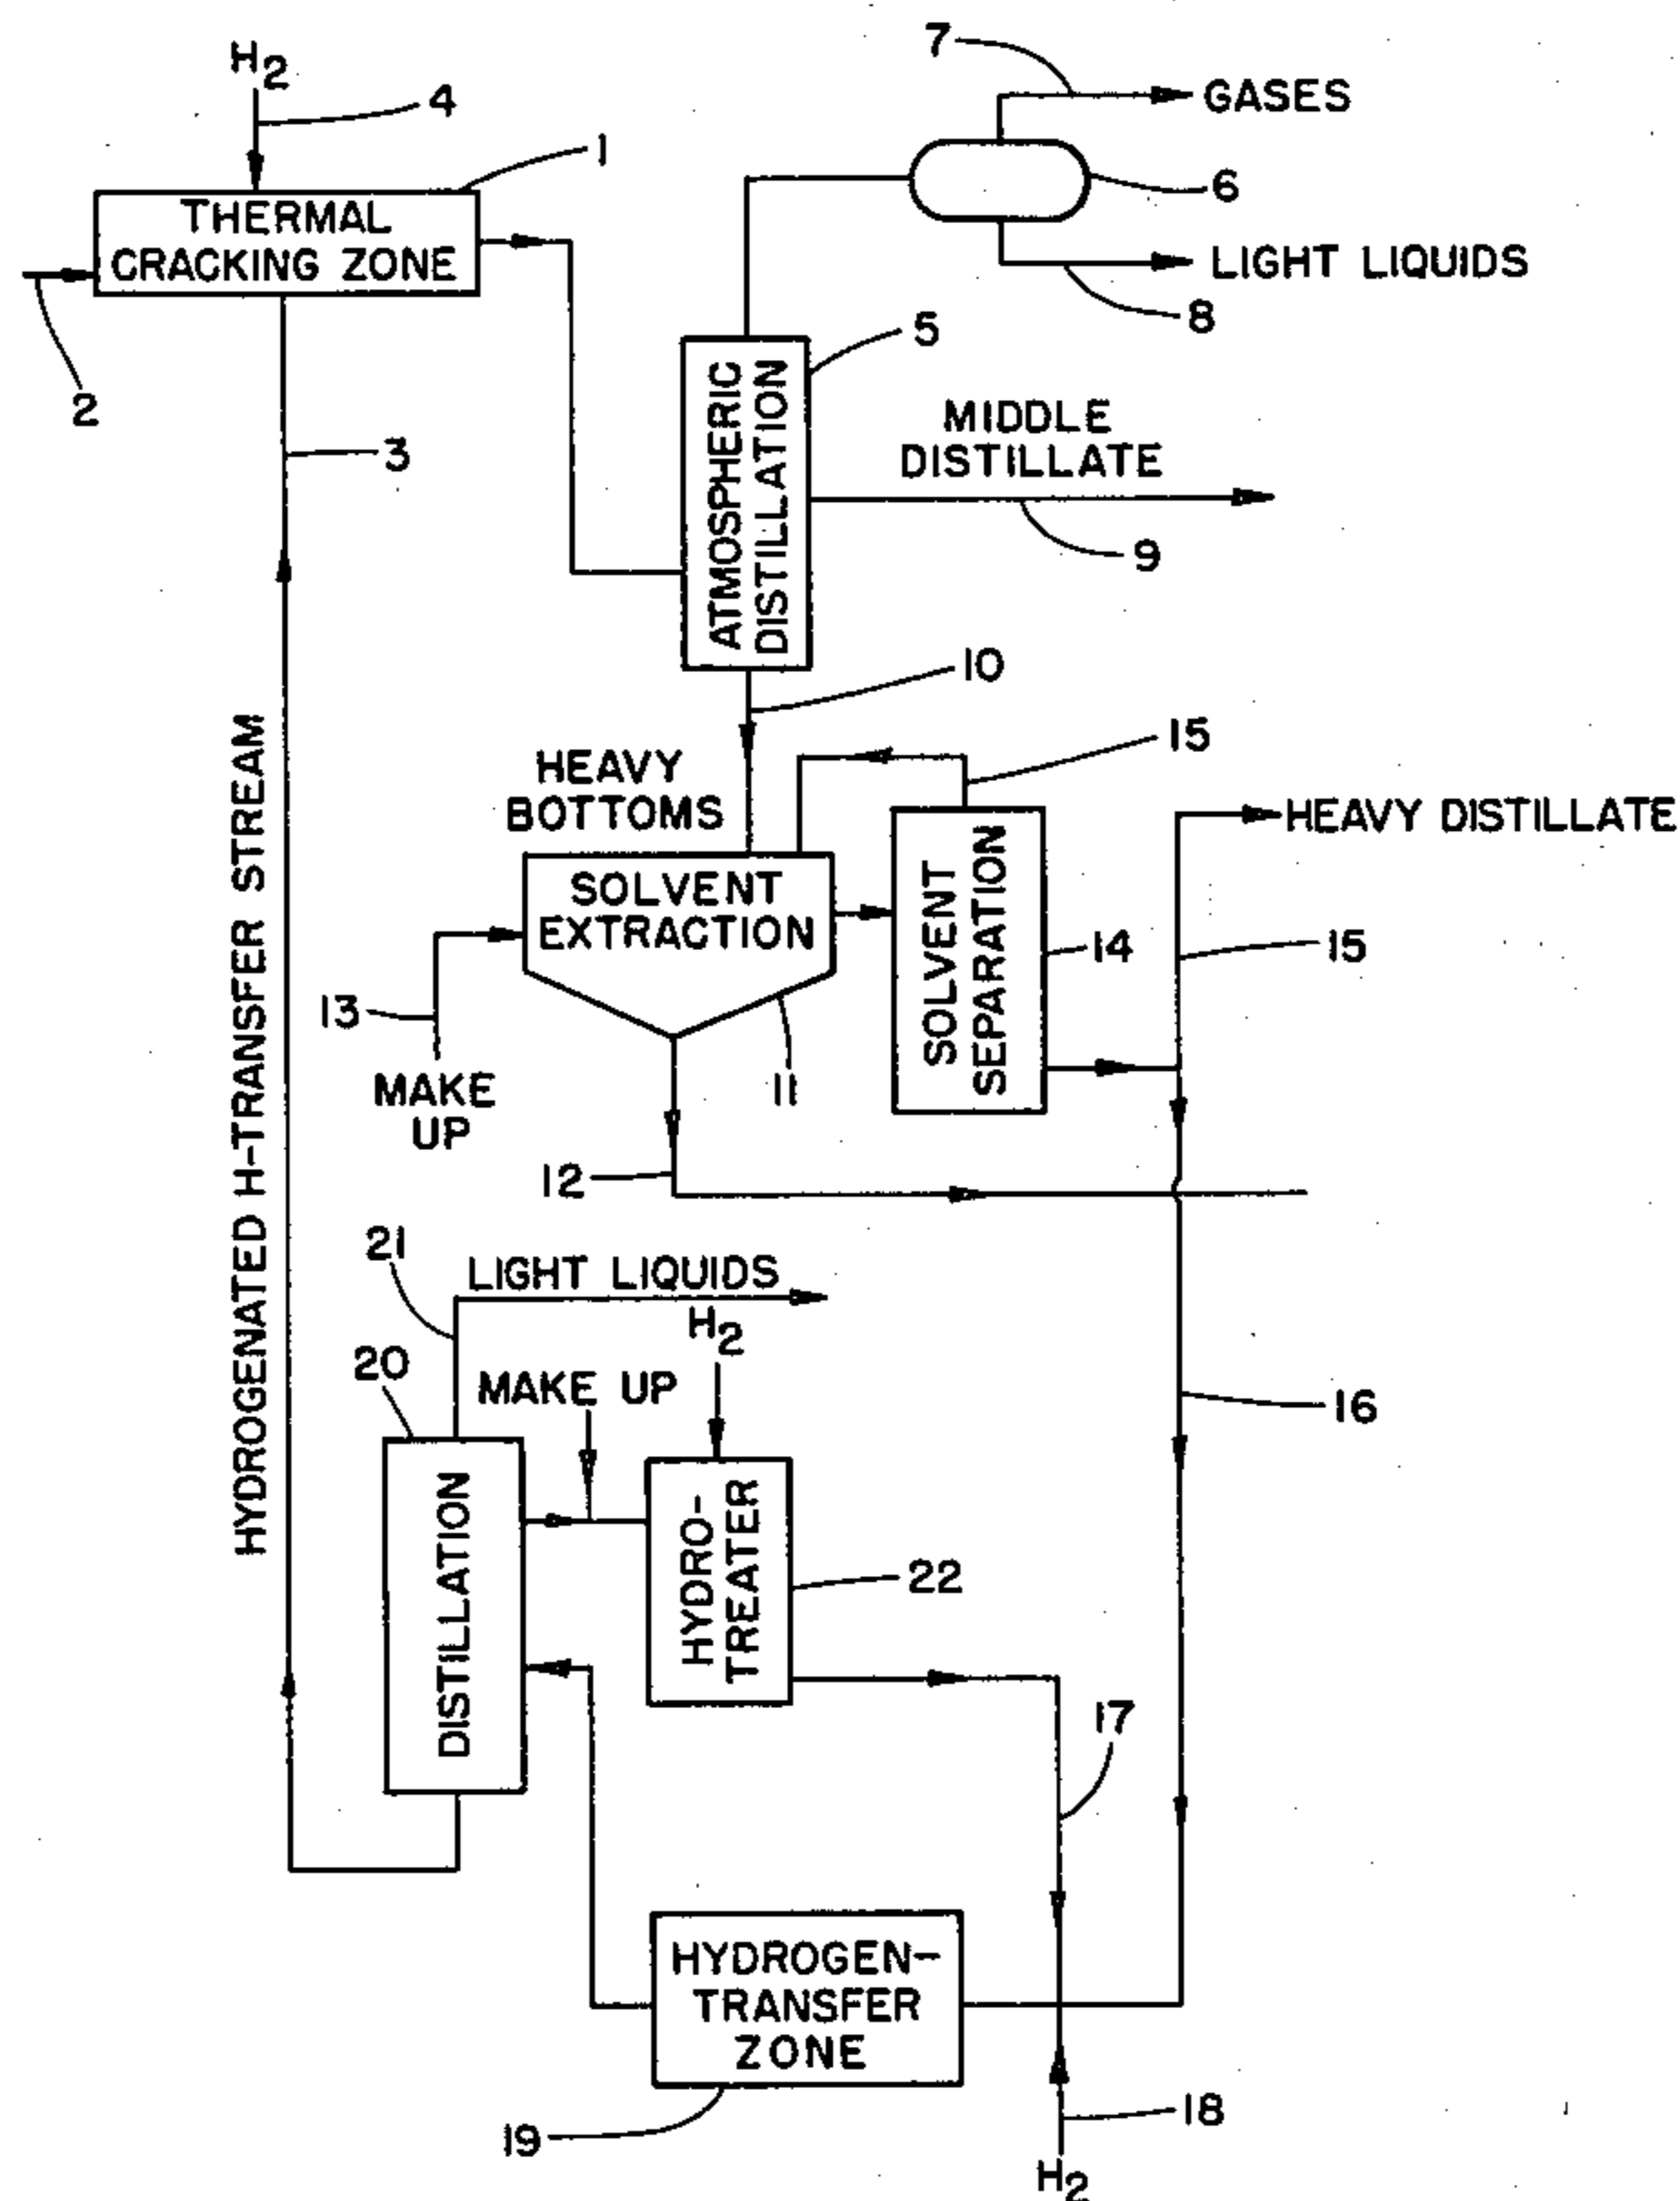 H2
4
1
THERMAL
CRACKING ZONE
2
3
7
GASES
6
LIGHT LIQUIDS
8
5
ATMOSPHERIC
DISTILLATION
MIDDLE
DISTILLATE
9
10
HEAVY
BOTTOMS
15
HEAVY DISTILLATE
SOLVENT
EXTRACTION
SOLVENT
SEPARATION
14
15
13
MAKE
UP
11
12
HYDROGENATED H-TRANSFER STREAM
21
LIGHT LIQUIDS
H2
20
MAKE UP
16
DISTILLATION
HYDRO-
TREATER
22
17
HYDROGEN-
TRANSFER
ZONE
19
18
H2